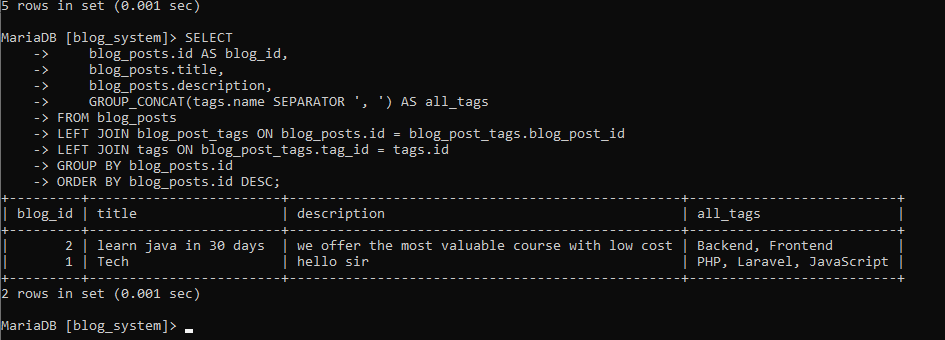 5 rows in set (0.001 sec)
MariaDB [blog_system]> SELECT
    ->     blog_posts.id AS blog_id,
    ->     blog_posts.title,
    ->     blog_posts.description,
    ->     GROUP_CONCAT(tags.name SEPARATOR ', ') AS all_tags
    -> FROM blog_posts
    -> LEFT JOIN blog_post_tags ON blog_posts.id = blog_post_tags.blog_post_id
    -> LEFT JOIN tags ON blog_post_tags.tag_id = tags.id
    -> GROUP BY blog_posts.id
    -> ORDER BY blog_posts.id DESC;
+---------+------------------------+------------------------------------------------+-------------------------+
| blog_id | title                  | description                                    | all_tags                |
+---------+------------------------+------------------------------------------------+-------------------------+
|       2 | learn java in 30 days  | we offer the most valuable course with low cost | Backend, Frontend       |
|       1 | Tech                   | hello sir                                      | PHP, Laravel, JavaScript |
+---------+------------------------+------------------------------------------------+-------------------------+
2 rows in set (0.001 sec)
MariaDB [blog_system]>